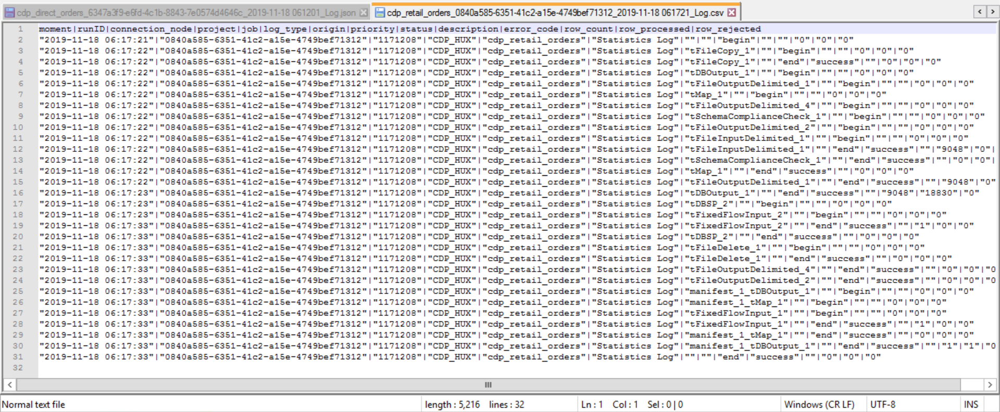 cdp_direct_orders_6347a3f9-e6fd-4c1b-8843-7e0574d4646c_2019-11-18 061201_Log.json
cdp_retail_orders_0840a585-6351-41c2-a15e-4749bef71312_2019-11-18 061721_Log.csv
1 moment|runID|connection_node|project|job|log_type|origin|priority|status|description|error_code|row_count|row_processed|row_rejected
2 "2019-11-18 06:17:21"|"0840a585-6351-41c2-a15e-4749bef71312"|"1171208"|"CDP_HUX"|"cdp_retail_orders"|"Statistics Log"|""|""|"begin"|""|""|"0"|"0"|"0"
3 "2019-11-18 06:17:22"|"0840a585-6351-41c2-a15e-4749bef71312"|"1171208"|"CDP_HUX"|"cdp_retail_orders"|"Statistics Log"|"tFileCopy_1"|""|"begin"|""|""|"0"|"0"|"0"
4 "2019-11-18 06:17:22"|"0840a585-6351-41c2-a15e-4749bef71312"|"1171208"|"CDP_HUX"|"cdp_retail_orders"|"Statistics Log"|"tFileCopy_1"|""|"end"|"success"|""|"0"|"0"|"0"
5 "2019-11-18 06:17:22"|"0840a585-6351-41c2-a15e-4749bef71312"|"1171208"|"CDP_HUX"|"cdp_retail_orders"|"Statistics Log"|"tDBOutput_1"|""|"begin"|""|""|"0"|"0"|"0"
6 "2019-11-18 06:17:22"|"0840a585-6351-41c2-a15e-4749bef71312"|"1171208"|"CDP_HUX"|"cdp_retail_orders"|"Statistics Log"|"tFileOutputDelimited_1"|""|"begin"|""|""|"0"|"0"|"0"
7 "2019-11-18 06:17:22"|"0840a585-6351-41c2-a15e-4749bef71312"|"1171208"|"CDP_HUX"|"cdp_retail_orders"|"Statistics Log"|"tMap_1"|""|"begin"|""|""|"0"|"0"|"0"
8 "2019-11-18 06:17:22"|"0840a585-6351-41c2-a15e-4749bef71312"|"1171208"|"CDP_HUX"|"cdp_retail_orders"|"Statistics Log"|"tFileOutputDelimited_4"|""|"begin"|""|""|"0"|"0"|"0"
9 "2019-11-18 06:17:22"|"0840a585-6351-41c2-a15e-4749bef71312"|"1171208"|"CDP_HUX"|"cdp_retail_orders"|"Statistics Log"|"tSchemaComplianceCheck_1"|""|"begin"|""|""|"0"|"0"|"0"
10 "2019-11-18 06:17:22"|"0840a585-6351-41c2-a15e-4749bef71312"|"1171208"|"CDP_HUX"|"cdp_retail_orders"|"Statistics Log"|"tFileOutputDelimited_2"|""|"begin"|""|""|"0"|"0"|"0"
11 "2019-11-18 06:17:22"|"0840a585-6351-41c2-a15e-4749bef71312"|"1171208"|"CDP_HUX"|"cdp_retail_orders"|"Statistics Log"|"tFileInputDelimited_1"|""|"begin"|""|""|"0"|"0"|"0"
12 "2019-11-18 06:17:22"|"0840a585-6351-41c2-a15e-4749bef71312"|"1171208"|"CDP_HUX"|"cdp_retail_orders"|"Statistics Log"|"tFileInputDelimited_1"|""|"end"|"success"|""|"9048"|"0"|
13 "2019-11-18 06:17:22"|"0840a585-6351-41c2-a15e-4749bef71312"|"1171208"|"CDP_HUX"|"cdp_retail_orders"|"Statistics Log"|"tSchemaComplianceCheck_1"|""|"end"|"success"|""|"0"|"0"|
14 "2019-11-18 06:17:22"|"0840a585-6351-41c2-a15e-4749bef71312"|"1171208"|"CDP_HUX"|"cdp_retail_orders"|"Statistics Log"|"tMap_1"|""|"end"|"success"|""|"0"|"0"|"0"
15 "2019-11-18 06:17:22"|"0840a585-6351-41c2-a15e-4749bef71312"|"1171208"|"CDP_HUX"|"cdp_retail_orders"|"Statistics Log"|"tFileOutputDelimited_1"|""|"end"|"success"|""|"9048"|"0"
16 "2019-11-18 06:17:23"|"0840a585-6351-41c2-a15e-4749bef71312"|"1171208"|"CDP_HUX"|"cdp_retail_orders"|"Statistics Log"|"tDBOutput_1"|""|"end"|"success"|""|"9048"|"18830"|"0"
17 "2019-11-18 06:17:23"|"0840a585-6351-41c2-a15e-4749bef71312"|"1171208"|"CDP_HUX"|"cdp_retail_orders"|"Statistics Log"|"tDBSP_2"|""|"begin"|""|""|"0"|"0"|"0"
18 "2019-11-18 06:17:23"|"0840a585-6351-41c2-a15e-4749bef71312"|"1171208"|"CDP_HUX"|"cdp_retail_orders"|"Statistics Log"|"tFixedFlowInput_2"|""|"begin"|""|""|"0"|"0"|"0"
19 "2019-11-18 06:17:33"|"0840a585-6351-41c2-a15e-4749bef71312"|"1171208"|"CDP_HUX"|"cdp_retail_orders"|"Statistics Log"|"tFixedFlowInput_2"|""|"end"|"success"|""|"1"|"0"|"0"
20 "2019-11-18 06:17:33"|"0840a585-6351-41c2-a15e-4749bef71312"|"1171208"|"CDP_HUX"|"cdp_retail_orders"|"Statistics Log"|"tDBSP_2"|""|"end"|"success"|""|"0"|"0"|"0"
21 "2019-11-18 06:17:33"|"0840a585-6351-41c2-a15e-4749bef71312"|"1171208"|"CDP_HUX"|"cdp_retail_orders"|"Statistics Log"|"tFileDelete_1"|""|"begin"|""|""|"0"|"0"|"0"
22 "2019-11-18 06:17:33"|"0840a585-6351-41c2-a15e-4749bef71312"|"1171208"|"CDP_HUX"|"cdp_retail_orders"|"Statistics Log"|"tFileDelete_1"|""|"end"|"success"|""|"0"|"0"|"0"
23 "2019-11-18 06:17:33"|"0840a585-6351-41c2-a15e-4749bef71312"|"1171208"|"CDP_HUX"|"cdp_retail_orders"|"Statistics Log"|"tFileOutputDelimited_4"|""|"end"|"success"|""|"0"|"0"|"0
24 "2019-11-18 06:17:33"|"0840a585-6351-41c2-a15e-4749bef71312"|"1171208"|"CDP_HUX"|"cdp_retail_orders"|"Statistics Log"|"tFileOutputDelimited_2"|""|"end"|"success"|""|"0"|"0"|"0
25 "2019-11-18 06:17:33"|"0840a585-6351-41c2-a15e-4749bef71312"|"1171208"|"CDP_HUX"|"cdp_retail_orders"|"Statistics Log"|"manifest_1_tDBOutput_1"|""|"begin"|""|""|"0"|"0"|"0"
26 "2019-11-18 06:17:33"|"0840a585-6351-41c2-a15e-4749bef71312"|"1171208"|"CDP_HUX"|"cdp_retail_orders"|"Statistics Log"|"manifest_1_tMap_1"|""|"begin"|""|""|"0"|"0"|"0"
27 "2019-11-18 06:17:33"|"0840a585-6351-41c2-a15e-4749bef71312"|"1171208"|"CDP_HUX"|"cdp_retail_orders"|"Statistics Log"|"tFixedFlowInput_1"|""|"begin"|""|""|"0"|"0"|"0"
28 "2019-11-18 06:17:33"|"0840a585-6351-41c2-a15e-4749bef71312"|"1171208"|"CDP_HUX"|"cdp_retail_orders"|"Statistics Log"|"tFixedFlowInput_1"|""|"end"|"success"|""|"1"|"0"|"0"
29 "2019-11-18 06:17:33"|"0840a585-6351-41c2-a15e-4749bef71312"|"1171208"|"CDP_HUX"|"cdp_retail_orders"|"Statistics Log"|"manifest_1_tMap_1"|""|"end"|"success"|""|"0"|"0"|"0"
30 "2019-11-18 06:17:33"|"0840a585-6351-41c2-a15e-4749bef71312"|"1171208"|"CDP_HUX"|"cdp_retail_orders"|"Statistics Log"|"manifest_1_tDBOutput_1"|""|"end"|"success"|""|"1"|"1"|"0
31 "2019-11-18 06:17:33"|"0840a585-6351-41c2-a15e-4749bef71312"|"1171208"|"CDP_HUX"|"cdp_retail_orders"|"Statistics Log"|""|""|"end"|"success"|""|"0"|"0"|"0"
32
Normal text file length : 5,216 lines : 32 Ln : 1 Col : 1 Sel : 0 | 0 Windows (CR LF) UTF-8 INS